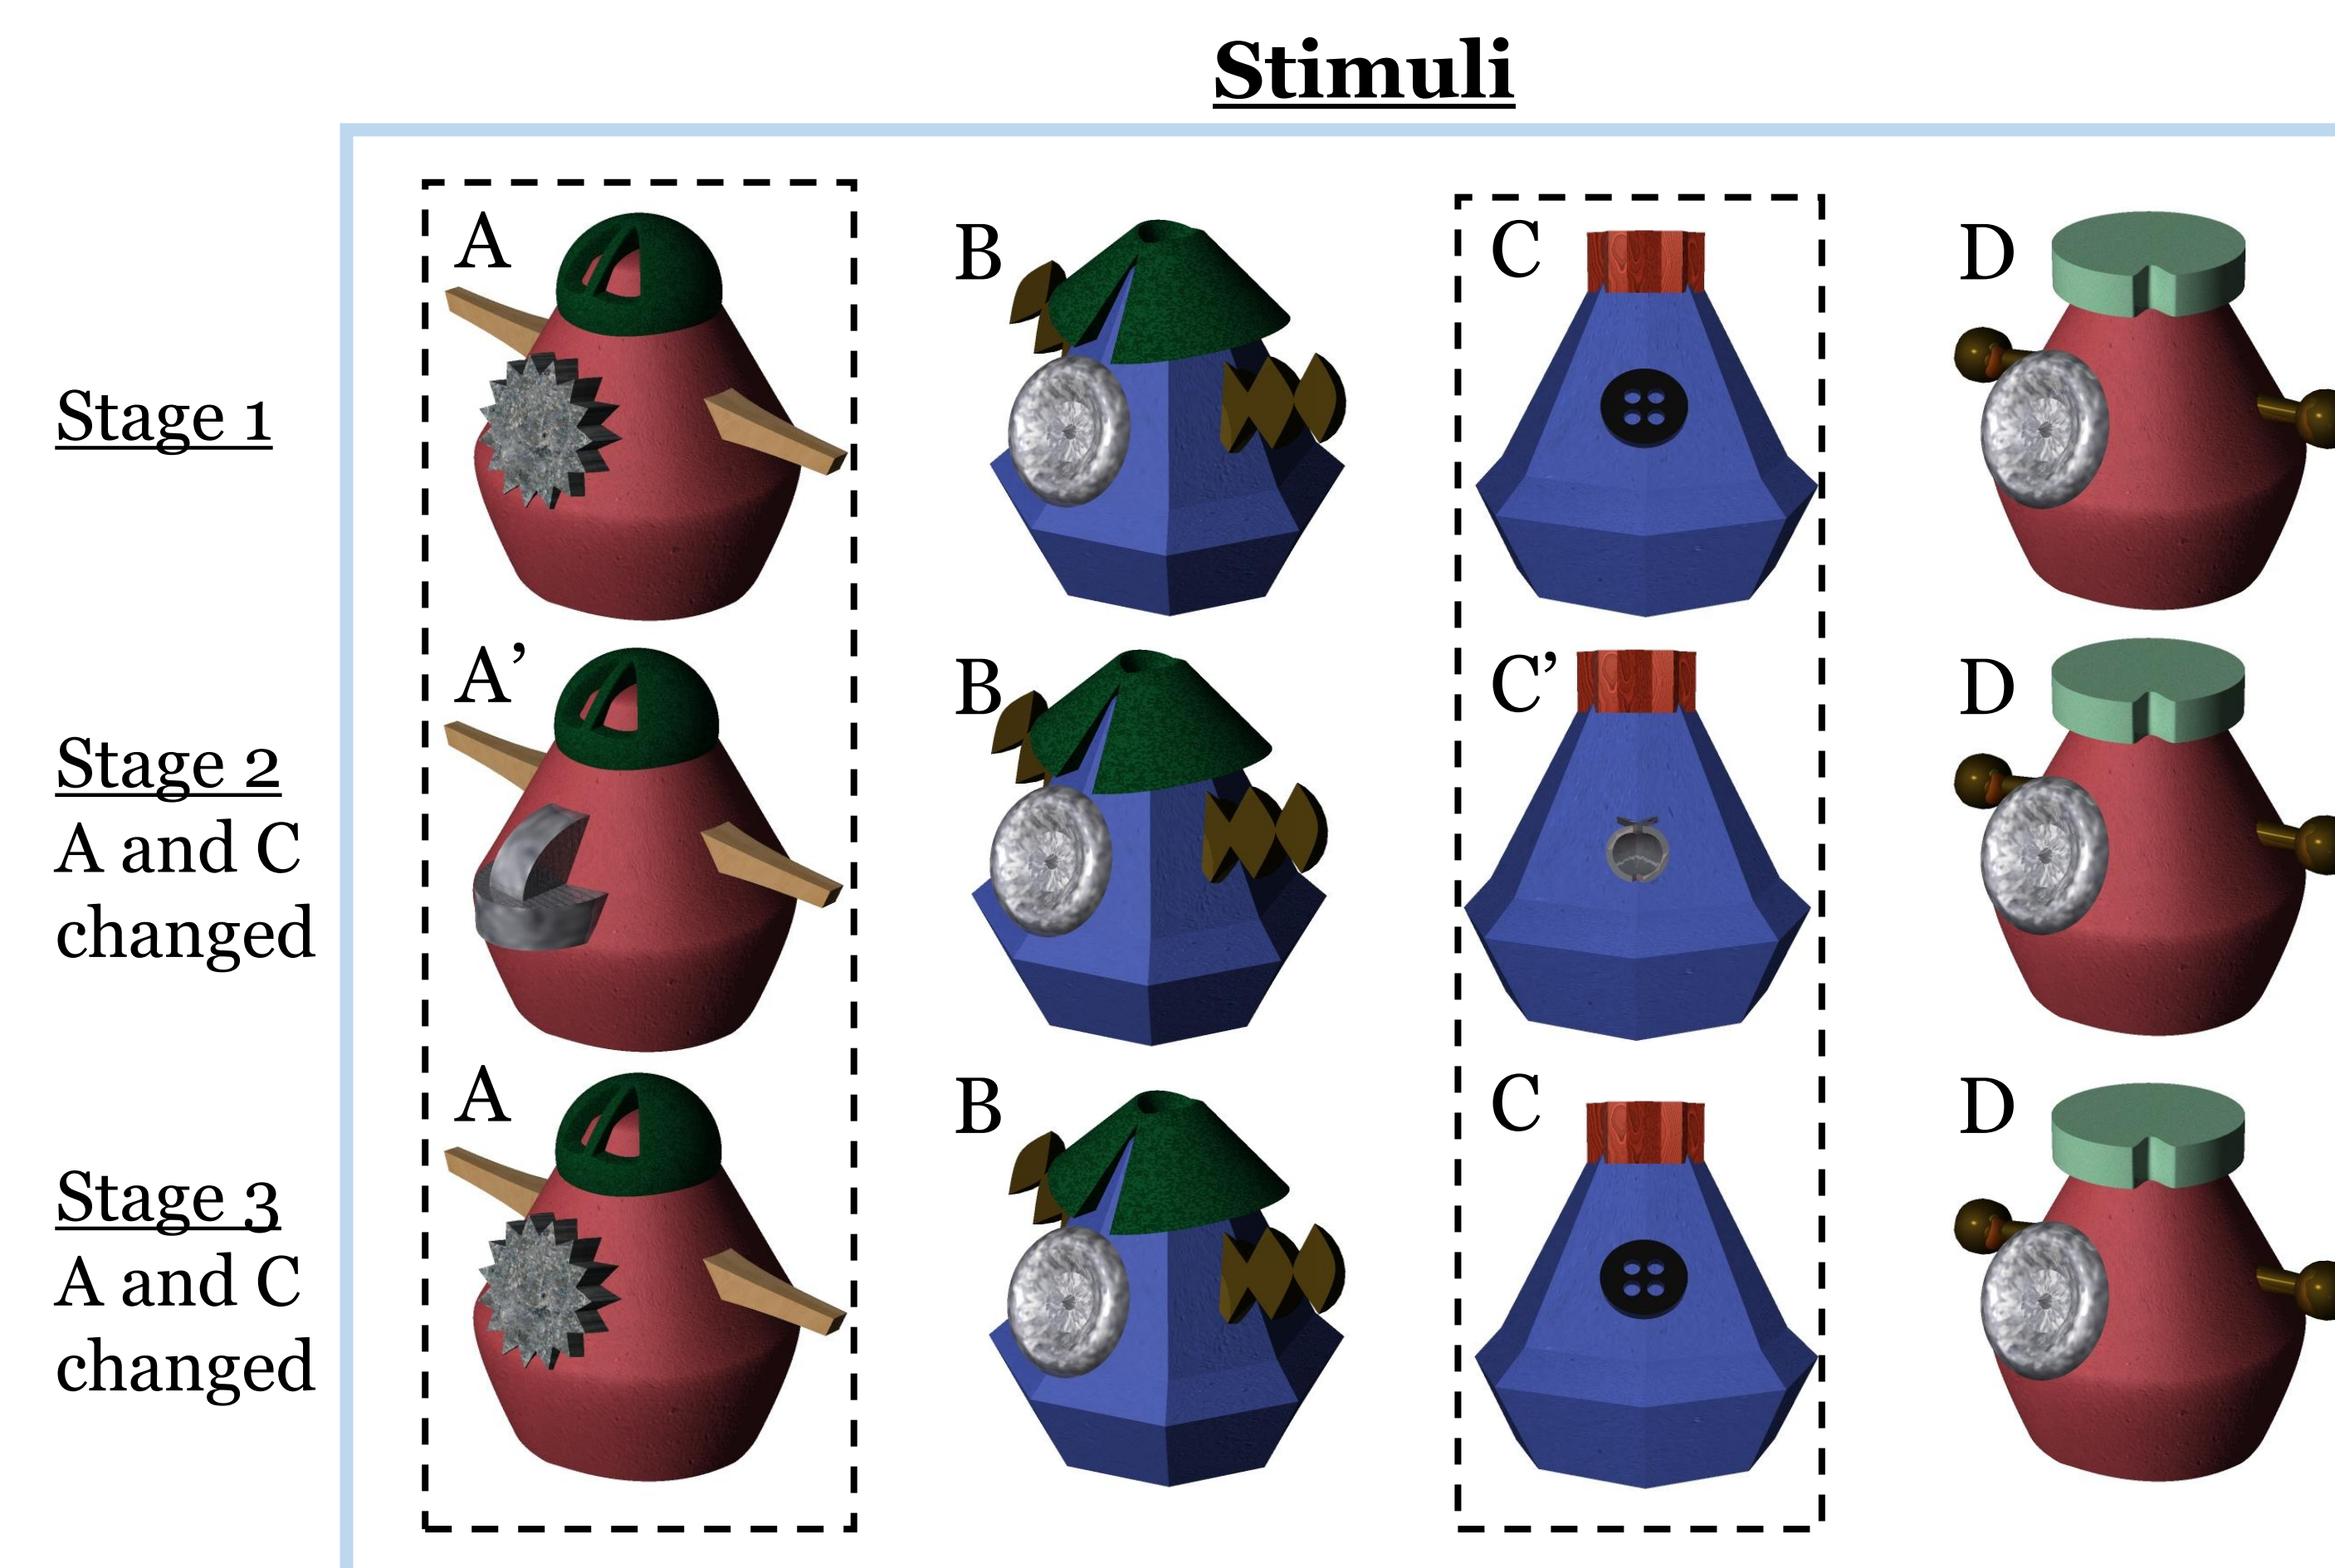 Stimuli
A
B
C
D
Stage 1
A’
B
C’
D
Stage 2
A and C
changed
A
B
C
D
Stage 3
A and C
changed